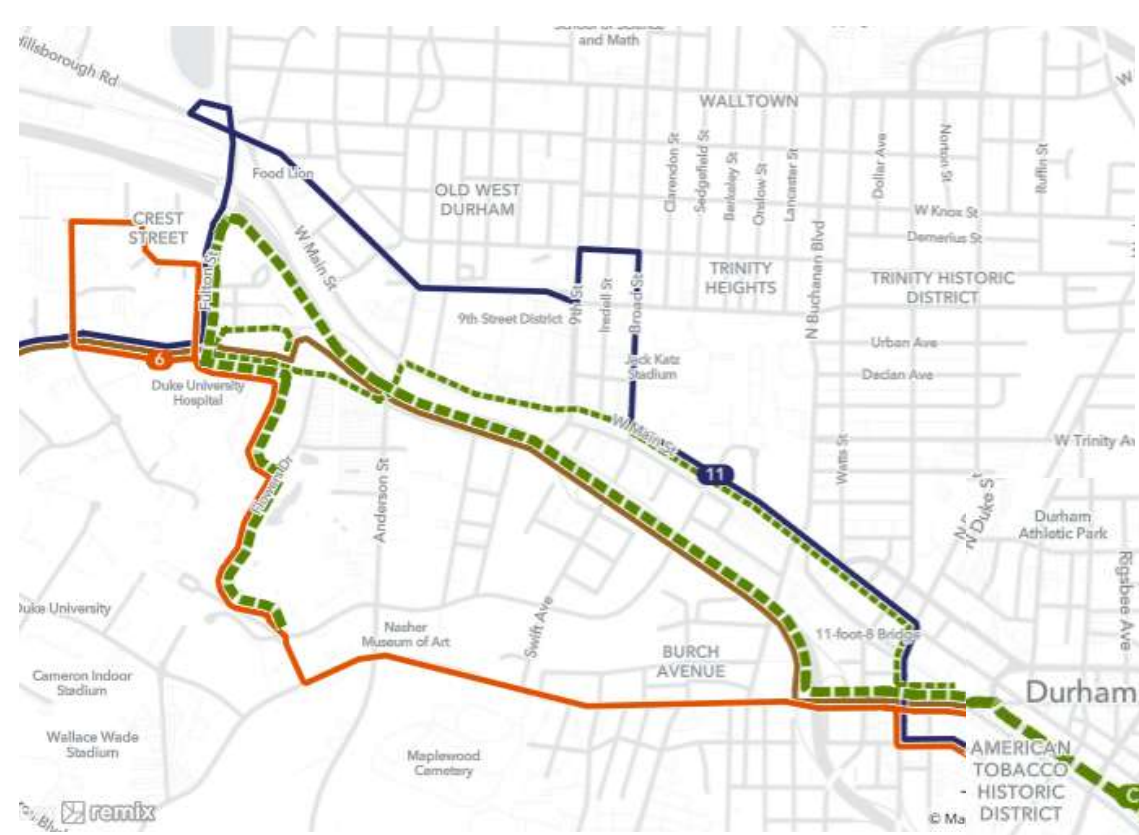 Hillsborough Rd
and Math
WALLTOWN
Clarendon St
Sedgefield St
Berkeley St
Onslow St
Lancaster St
Dollar Ave
Norton St
Ruffin St
Food Lion
OLD WEST
DURHAM
CREST
STREET
W Main St
Fulton St
W Knox St
Demerius St
N Buchanan Blvd
TRINITY
HEIGHTS
TRINITY HISTORIC
DISTRICT
9th Street District
9th St
Iredell St
Broad St
Urban Ave
Jack Katz
Stadium
Declan Ave
6
Duke University
Hospital
W Main St
Watts St
W Trinity Av
11
Anderson St
Flowers Dr
N Duke St
Durham
Athletic Park
Rigsbee Ave
Duke University
Nasher
Museum of Art
Swift Ave
11-foot-8 Bridge
BURCH
AVENUE
Cameron Indoor
Stadium
Durham
Wallace Wade
Stadium
Maplewood
Cemetery
AMERICAN
TOBACCO
HISTORIC
DISTRICT
C
remix
© Ma